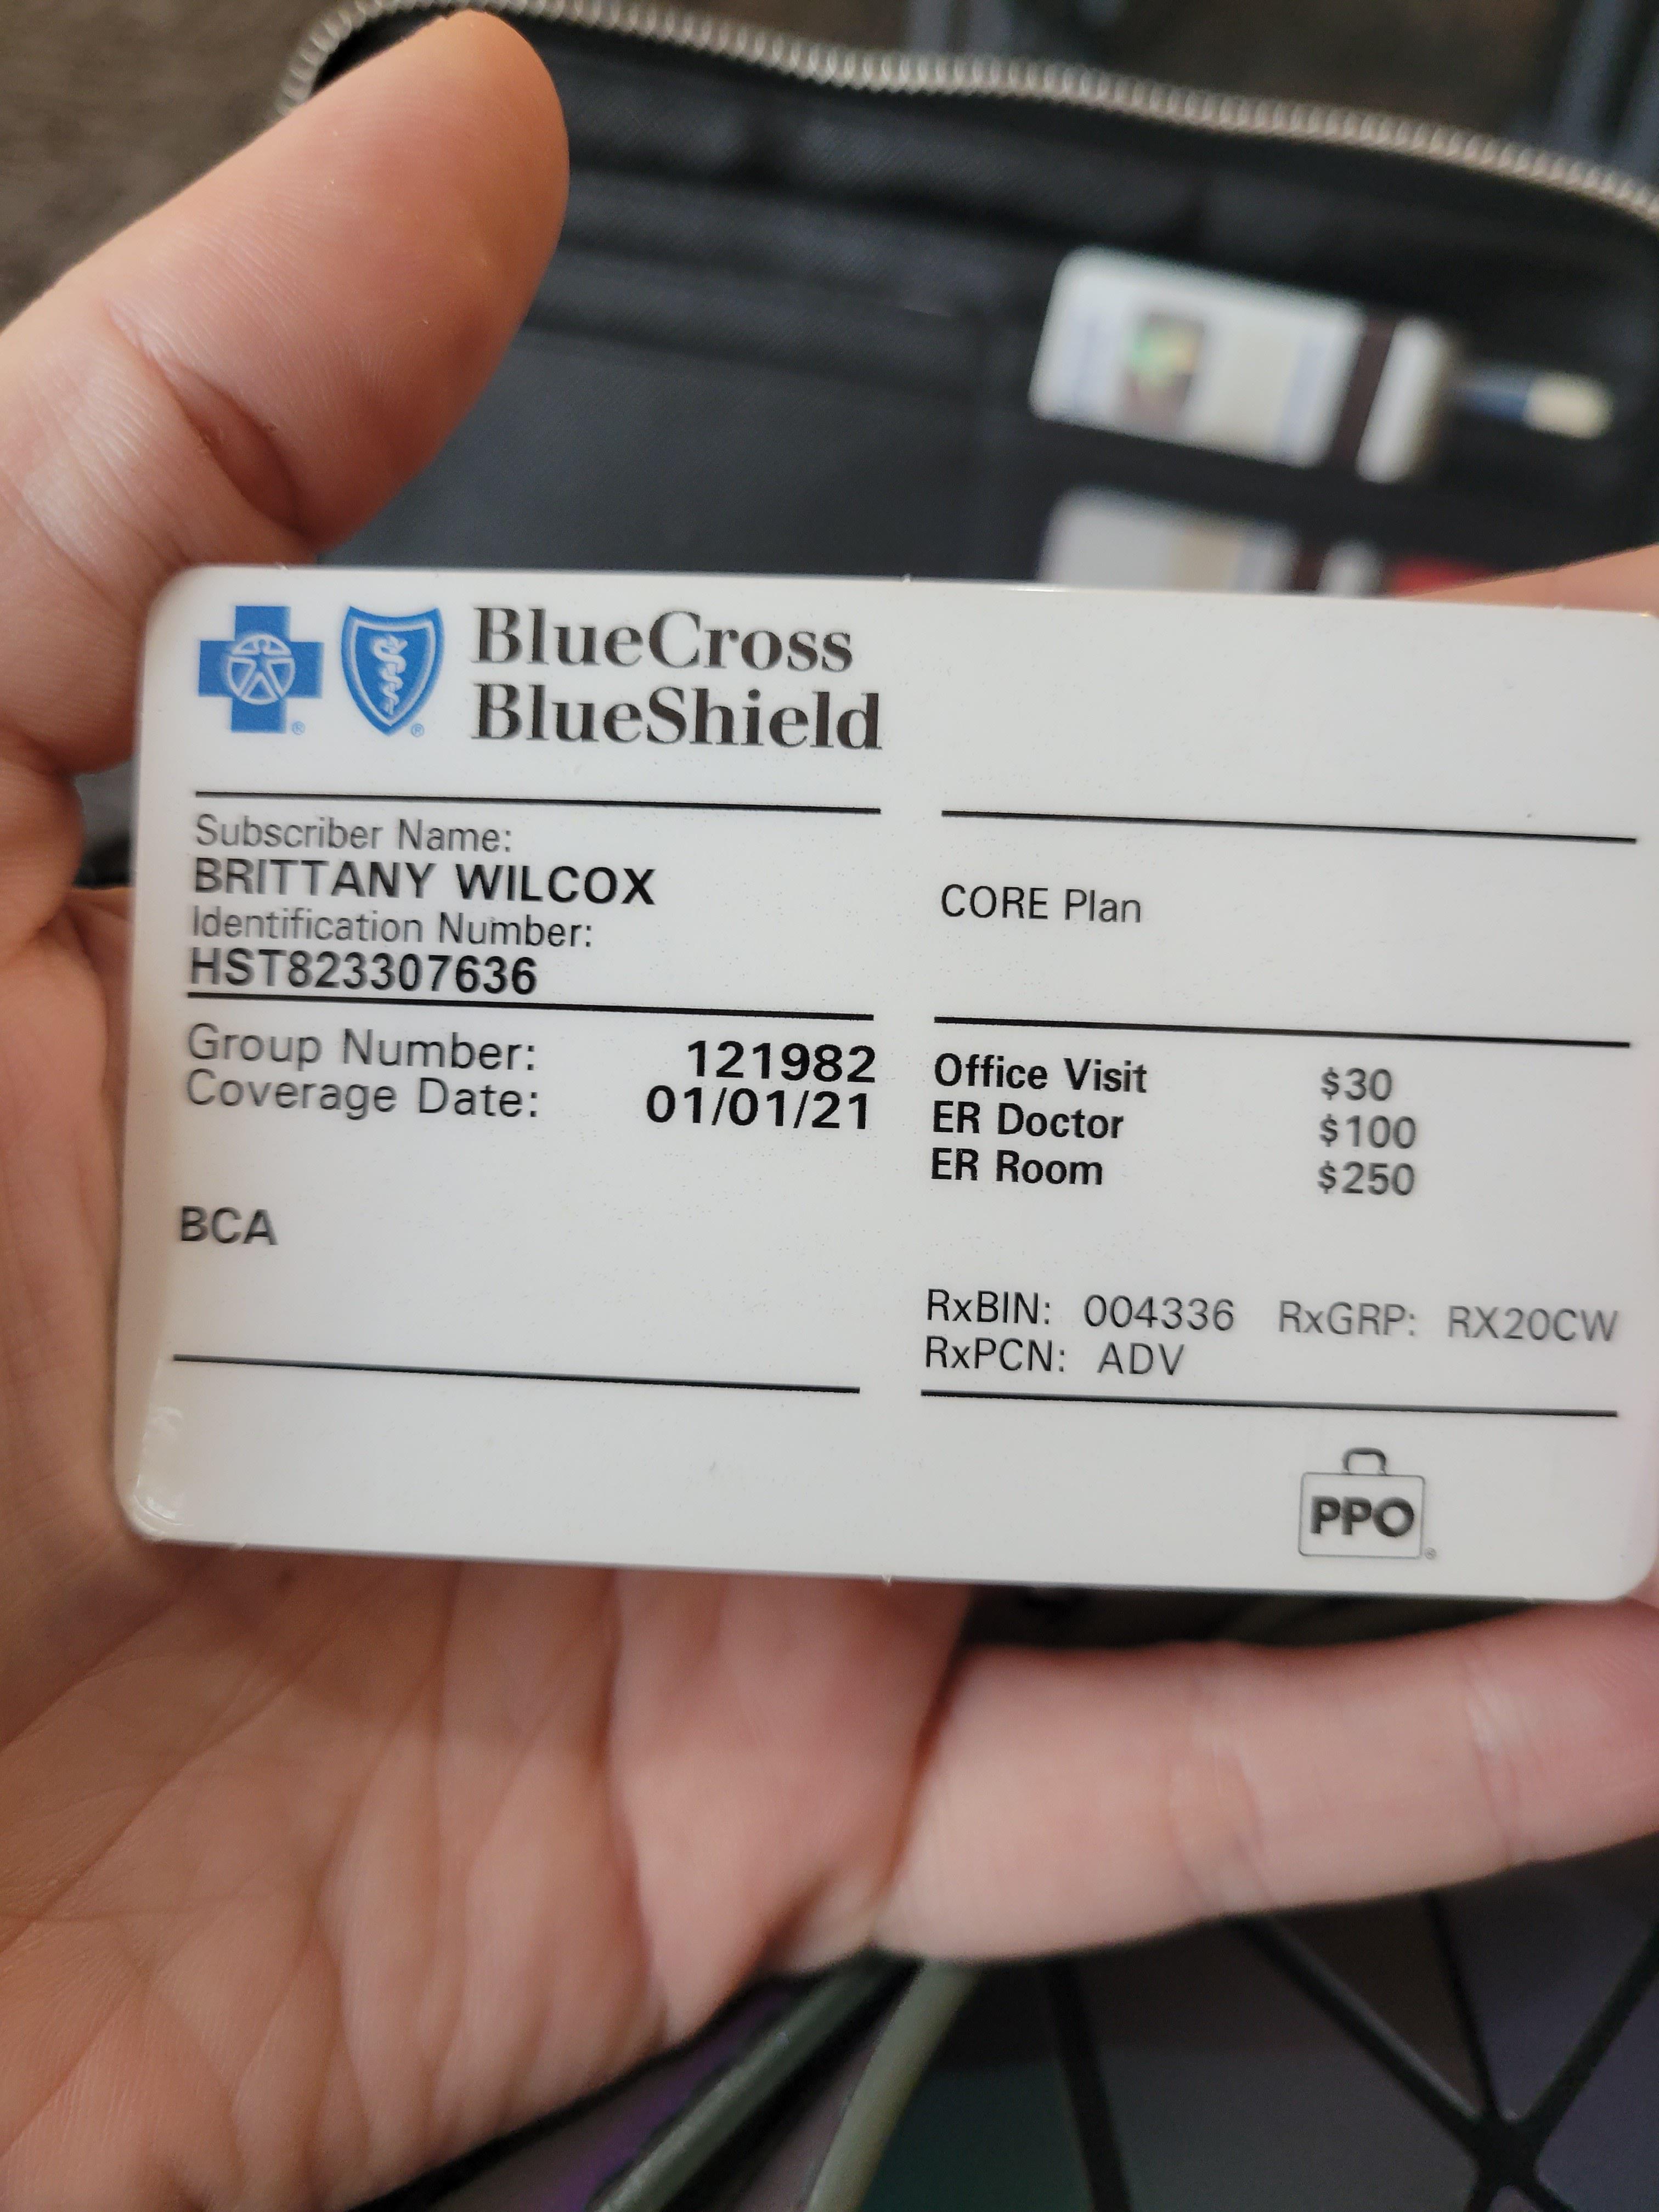 BlueCross
BlueShield
Subscriber Name:
BRITTANY WILCOX
Identification Number:
HST823307636
Group Number: 121982
Coverage Date: 01/01/21
BCA
CORE Plan
Office Visit $30
ER Doctor $100
ER Room $250
RxBIN: 004336 RxGRP: RX20CW
RxPCN: ADV
PPO